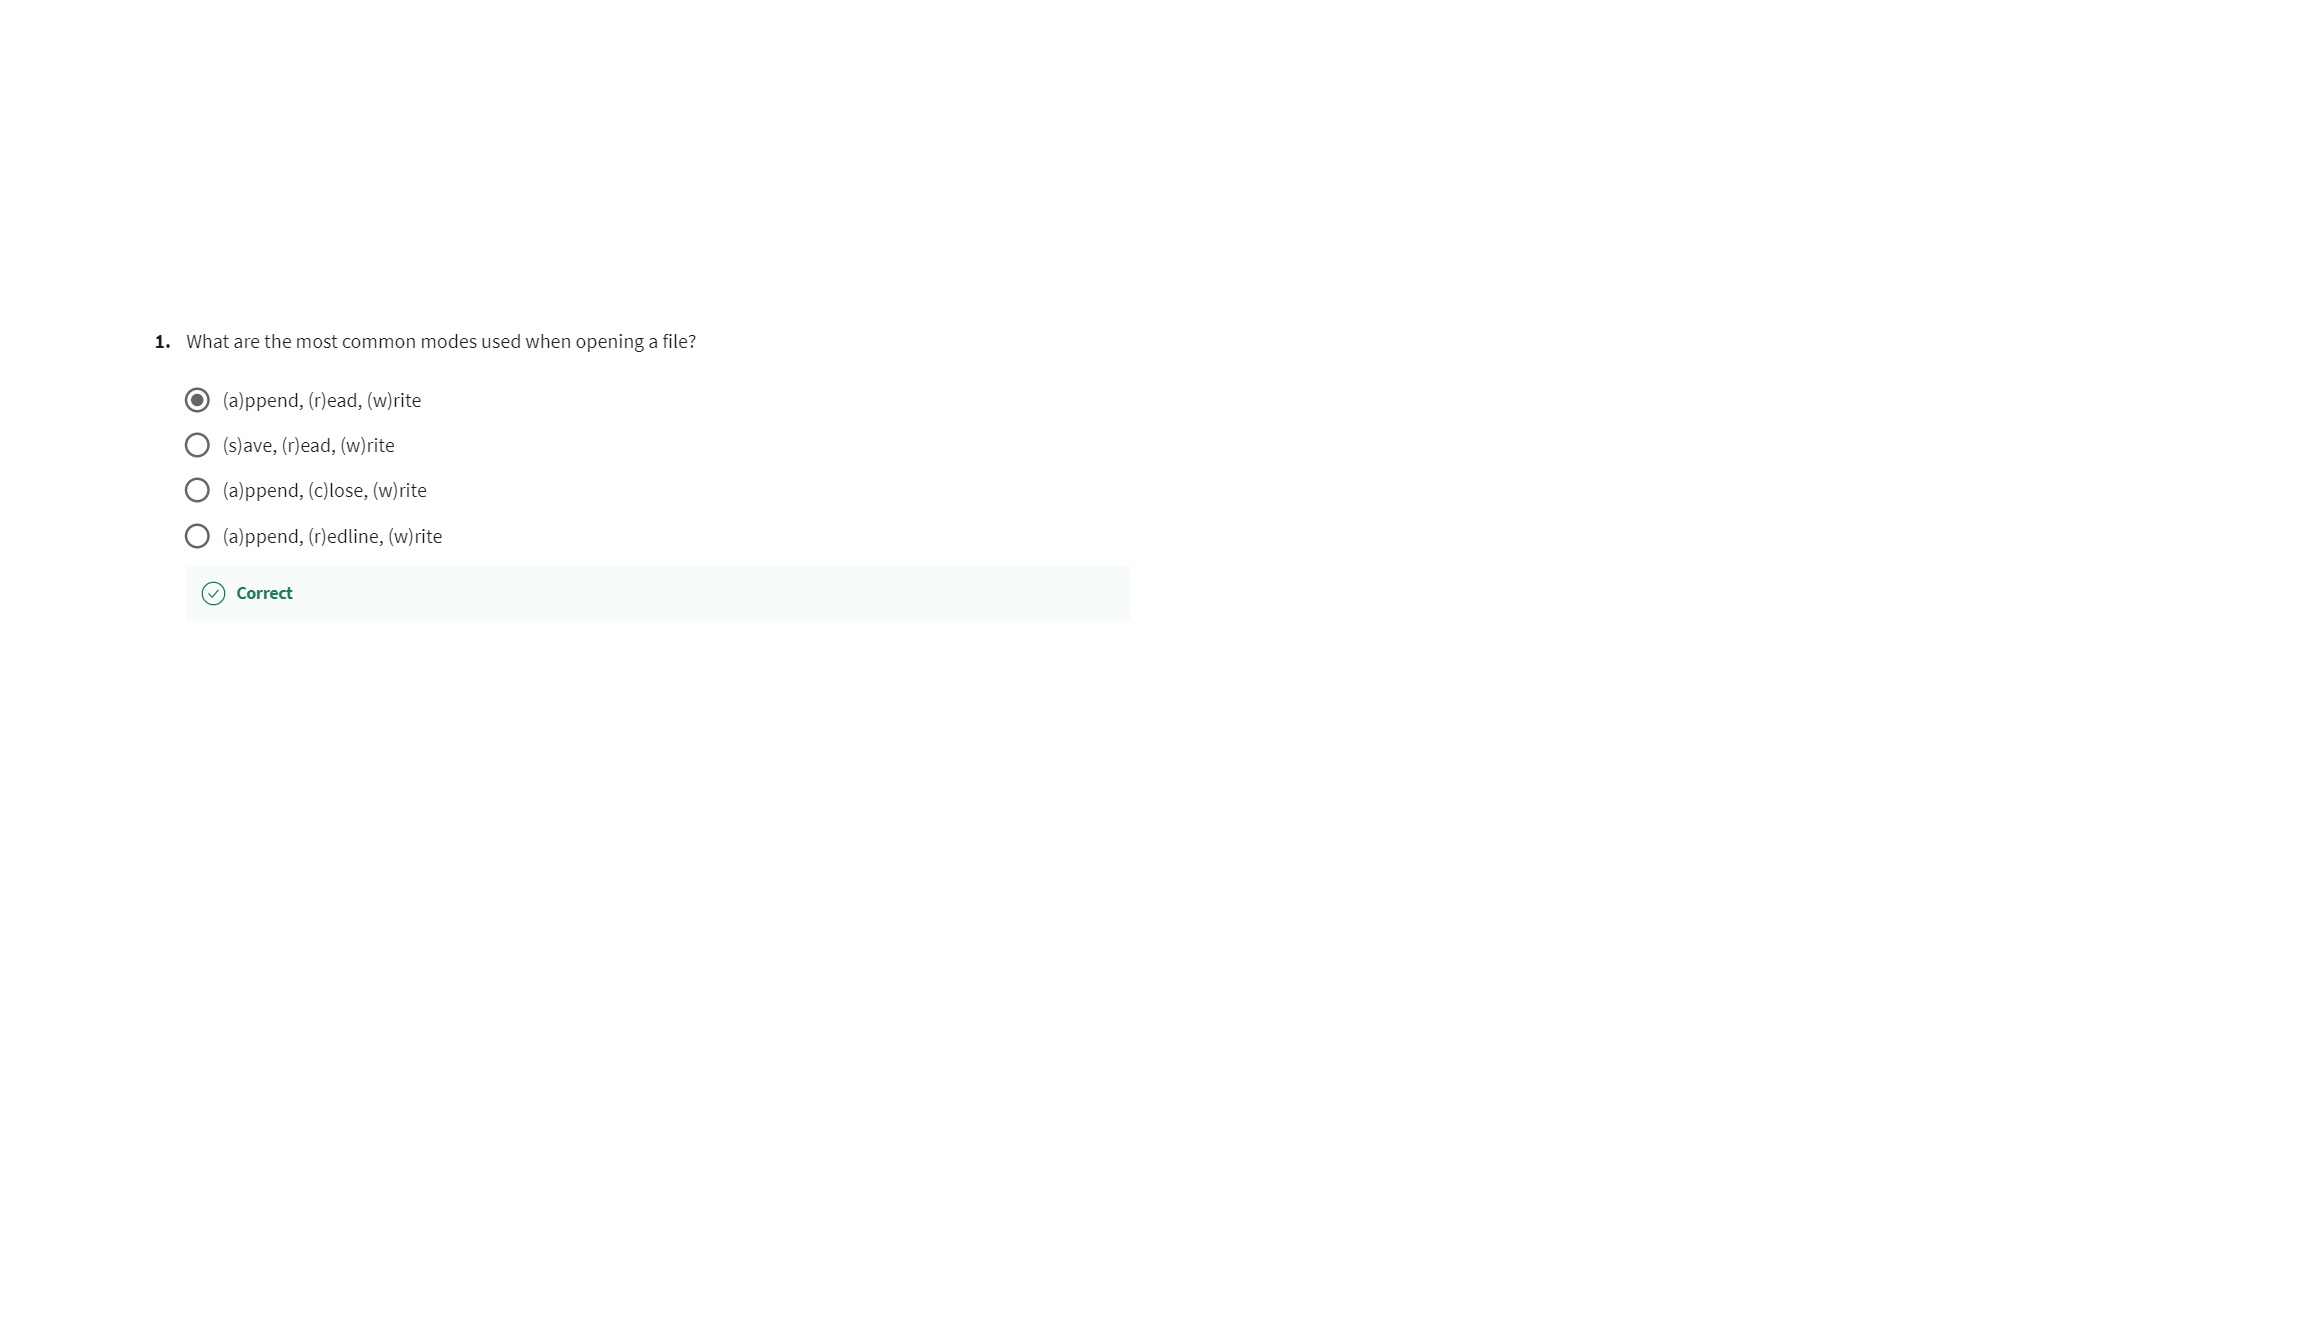 1. What are the most common modes used when opening a file?
(a)ppend, (r)ead, (w)rite
(s)ave, (r)ead, (w)rite
(a)ppend, (c)lose, (w)rite
(a)ppend, (r)edline, (w)rite
Correct